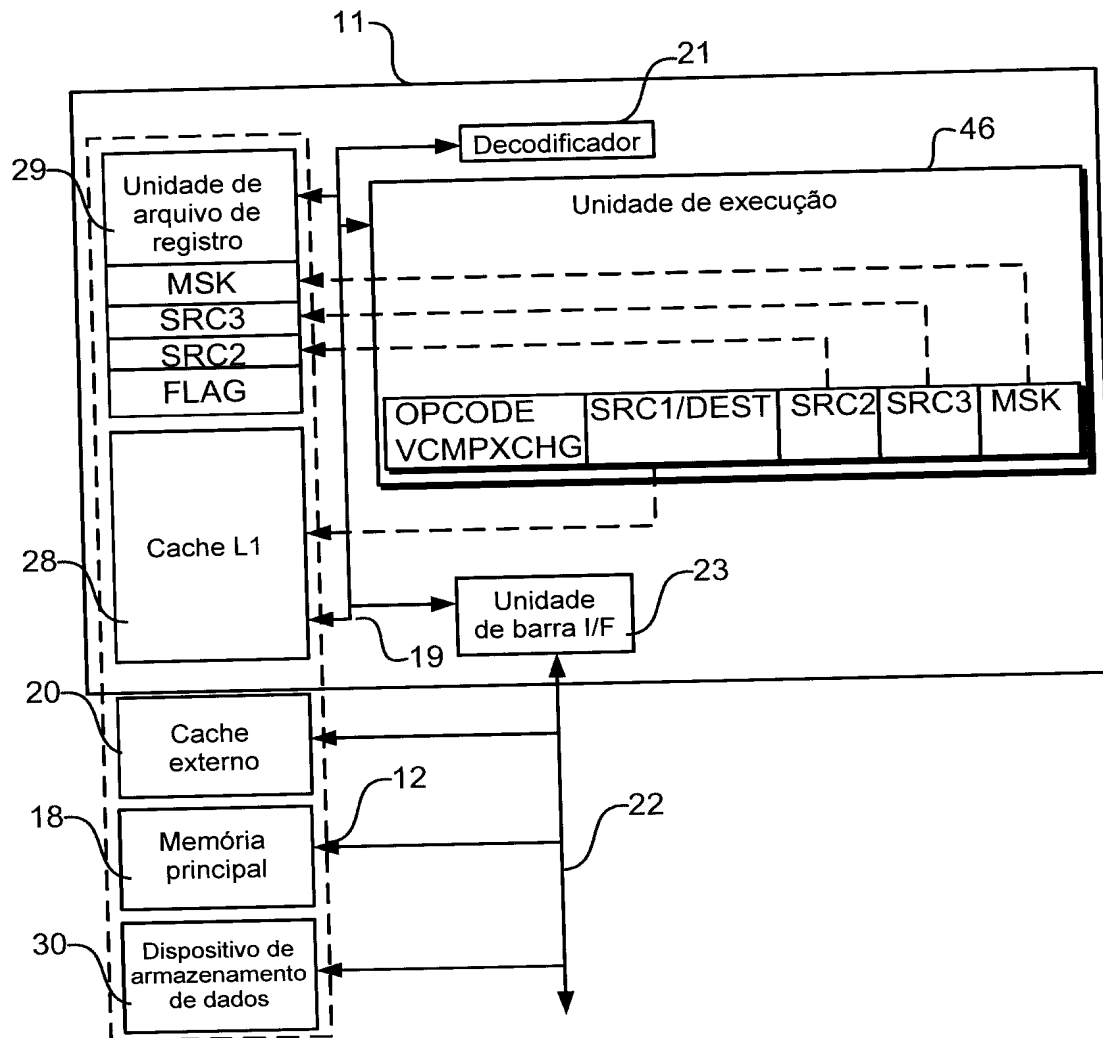 11
21
Decodificador
46
29
Unidade de
arquivo de
registro
Unidade de execução
MSK
SRC3
SRC2
FLAG
OPCODE
VCMPXCHG
SRC1/DEST
SRC2
SRC3
MSK
Cache L1
28
Unidade
de barra I/F
23
19
20
Cache
externo
12
22
18
Memória
principal
30
Dispositivo de
armazenamento
de dados